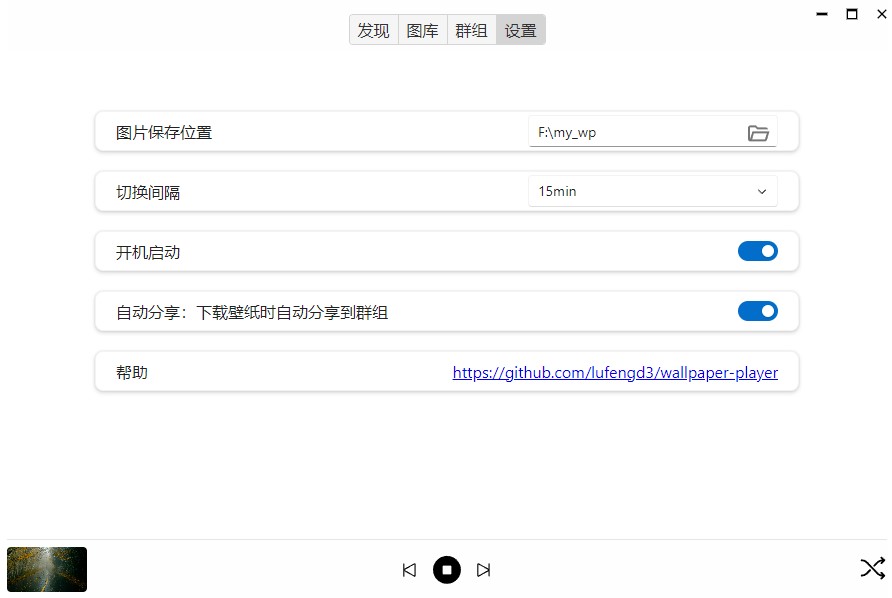 发现 图库 群组 设置
图片保存位置 F:\my_wp
切换间隔 15min
开机启动
自动分享：下载壁纸时自动分享到群组
帮助 https://github.com/lufengd3/wallpaper-player